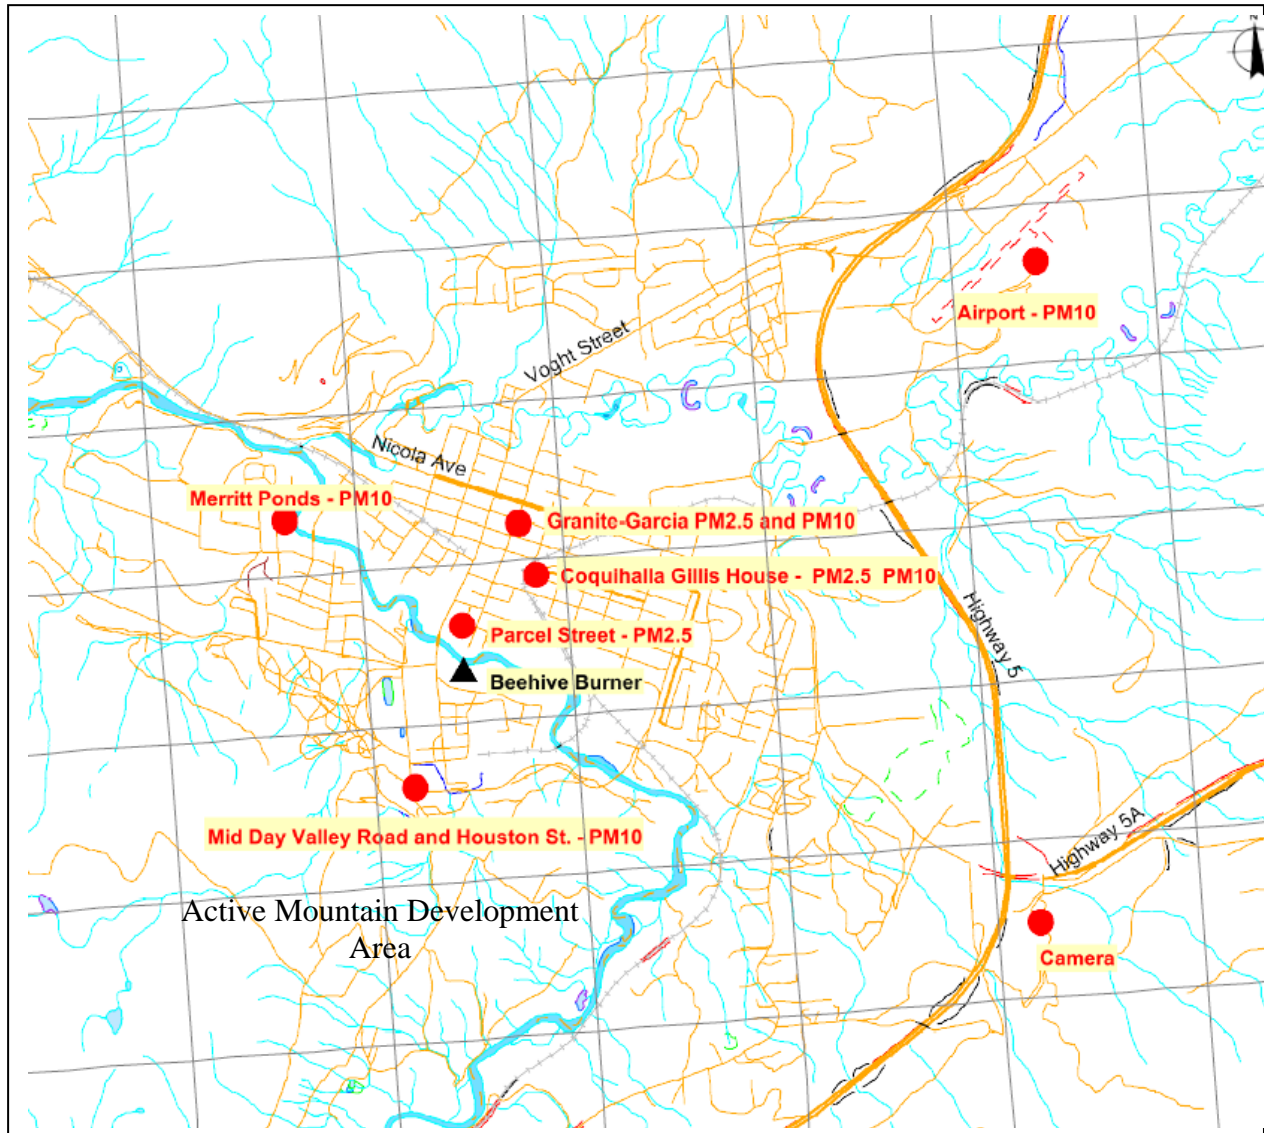 N
Airport - PM10
Voght Street
Nicola Ave
Merritt Ponds - PM10
Granite-Garcia PM2.5 and PM10
Coquihalla Gillis House - PM2.5 PM10
Highway 5
Parcel Street - PM2.5
Beehive Burner
Mid Day Valley Road and Houston St. - PM10
Highway 5A
Active Mountain Development
Area
Camera